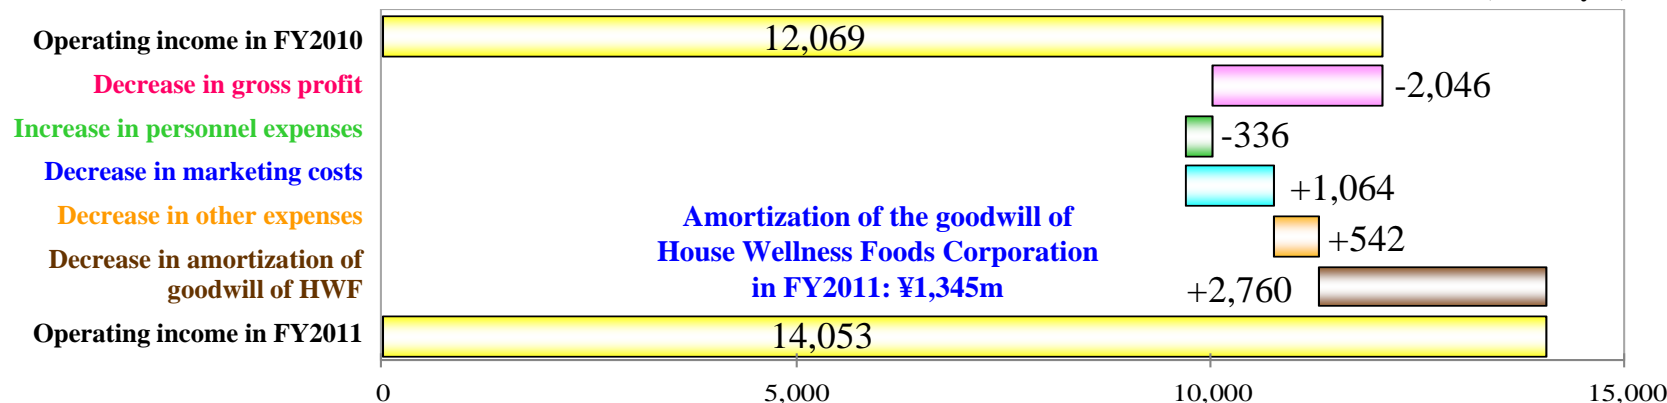 Operating income in FY2010
12,069
Decrease in gross profit
-2,046
Increase in personnel expenses
-336
Decrease in marketing costs
+1,064
Decrease in other expenses
+542
Amortization of the goodwill of
House Wellness Foods Corporation
in FY2011: ¥1,345m
Decrease in amortization of
goodwill of HWF
+2,760
Operating income in FY2011
14,053
0 5,000 10,000 15,000